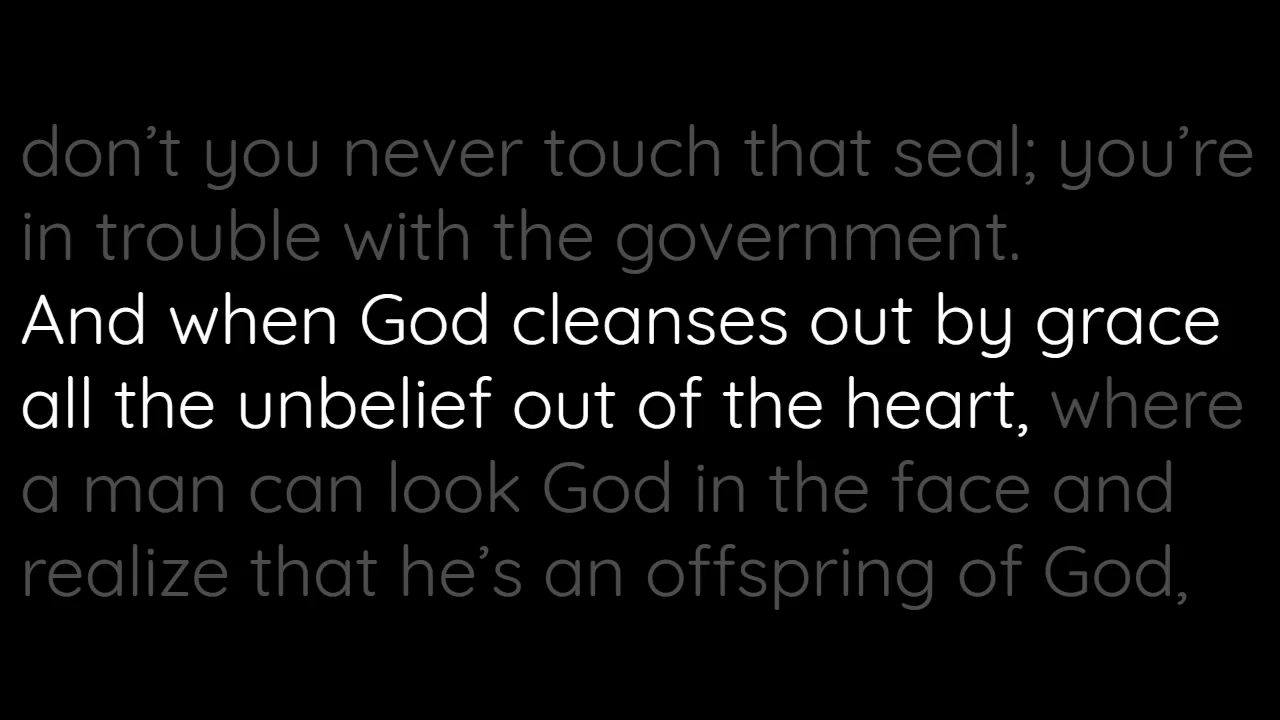 don’t you never touch that seal; you’re
in trouble with the government.
And when God cleanses out by grace
all the unbelief out of the heart, where
a man can look God in the face and
realize that he’s an offspring of God,